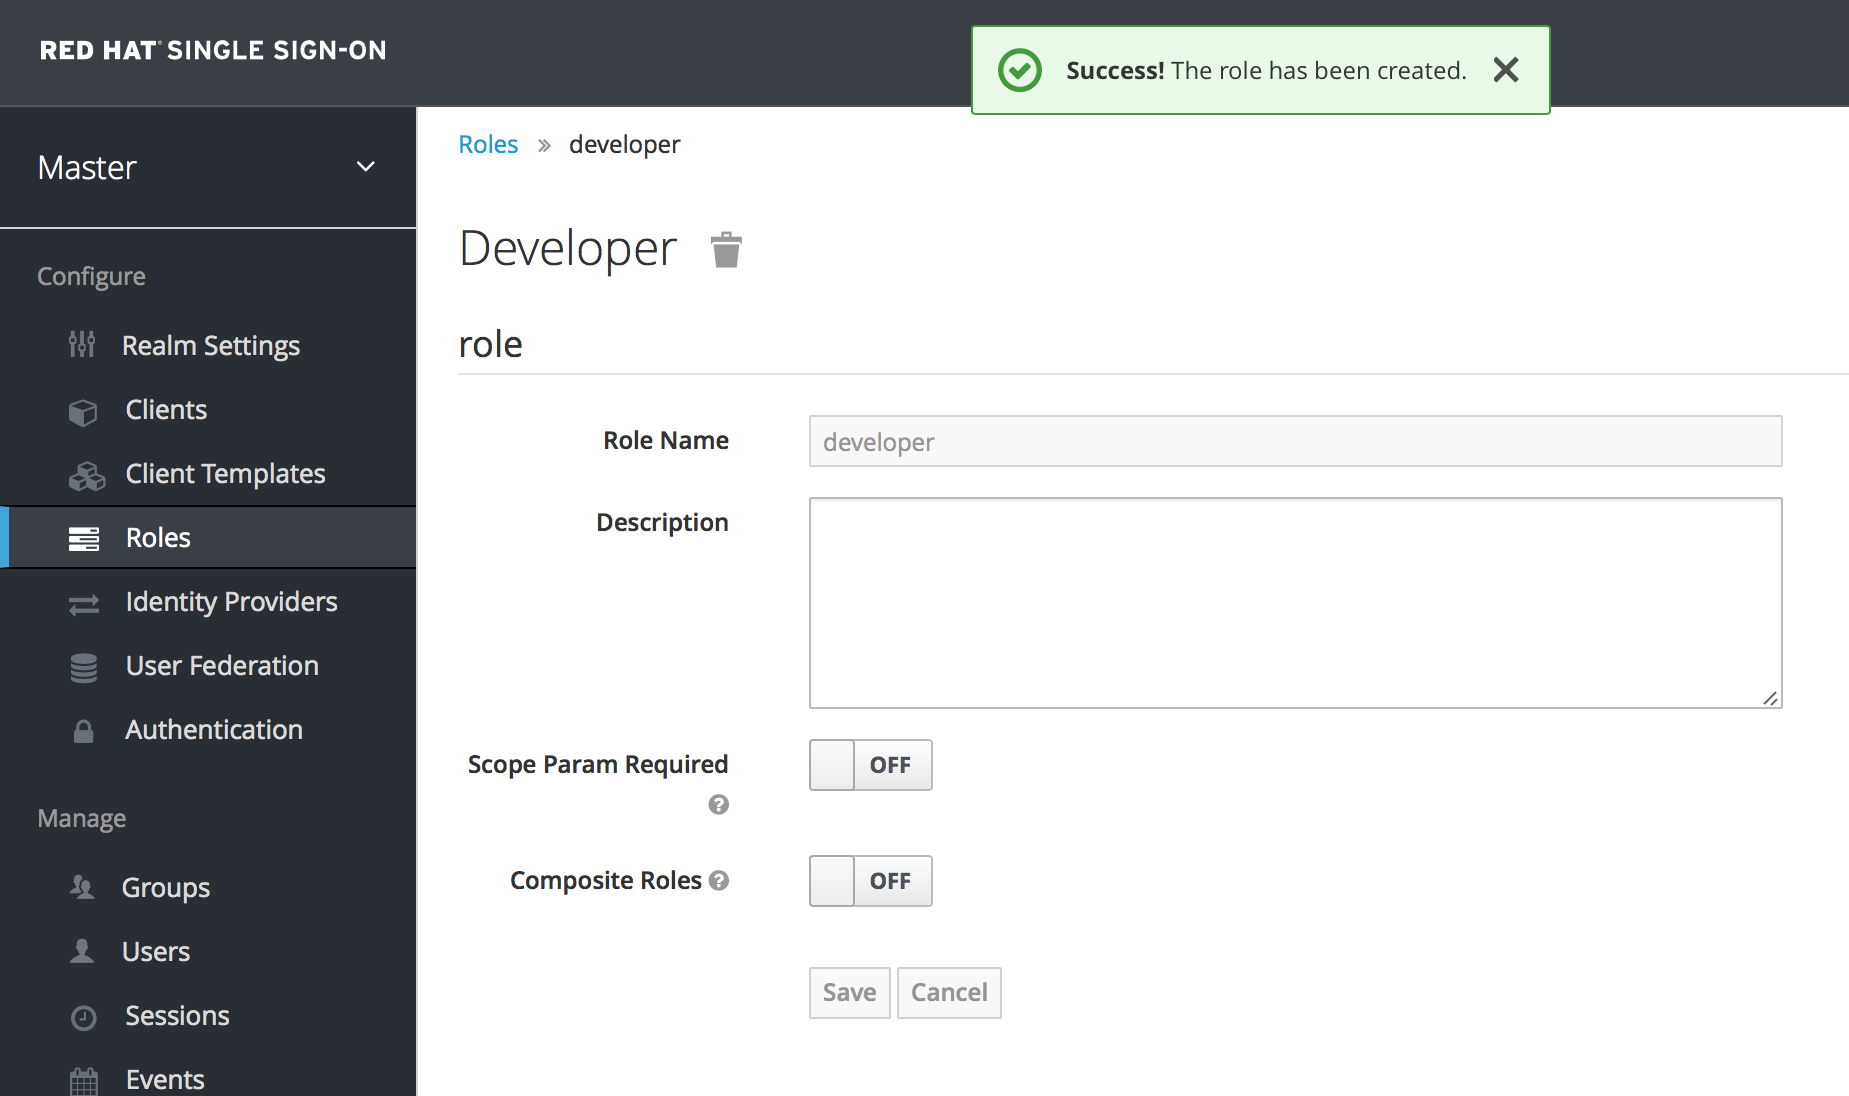 RED HAT® SINGLE SIGN-ON
Success! The role has been created.
Master
Configure
Realm Settings
Clients
Client Templates
Roles
Identity Providers
User Federation
Authentication
Manage
Groups
Users
Sessions
Events
Roles » developer
Developer
role
Role Name
developer
Description
Scope Param Required
OFF
Composite Roles
OFF
Save Cancel